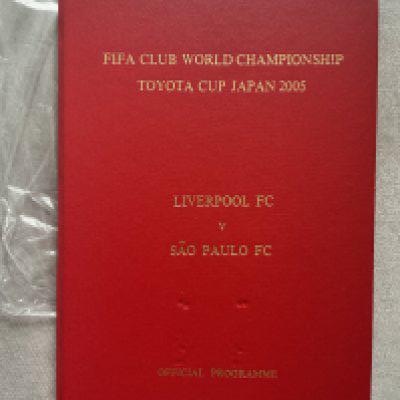 FIFA CLUB WORLD CHAMPIONSHIP
TOYOTA CUP JAPAN 2005
LIVERPOOL FC
v
SÃO PAULO FC
OFFICIAL PROGRAMME